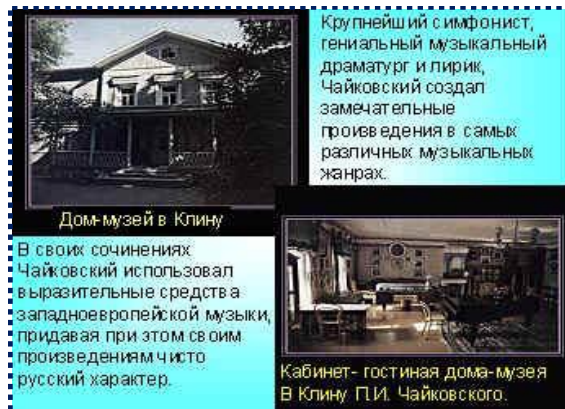 Крупнейший симфонист,
гениальный музыкальный
драматург и лирик,
Чайковский создал
замечательные
произведения в самых
различных музыкальных
жанрах.
Дом-музей в Клину
В своих сочинениях
Чайковский использовал
выразительные средства
западноевропейской музыки,
придавая при этом своим
произведениям чисто
русский характер.
Кабинет- гостиная дома-музея
В Клину П.И. Чайковского.